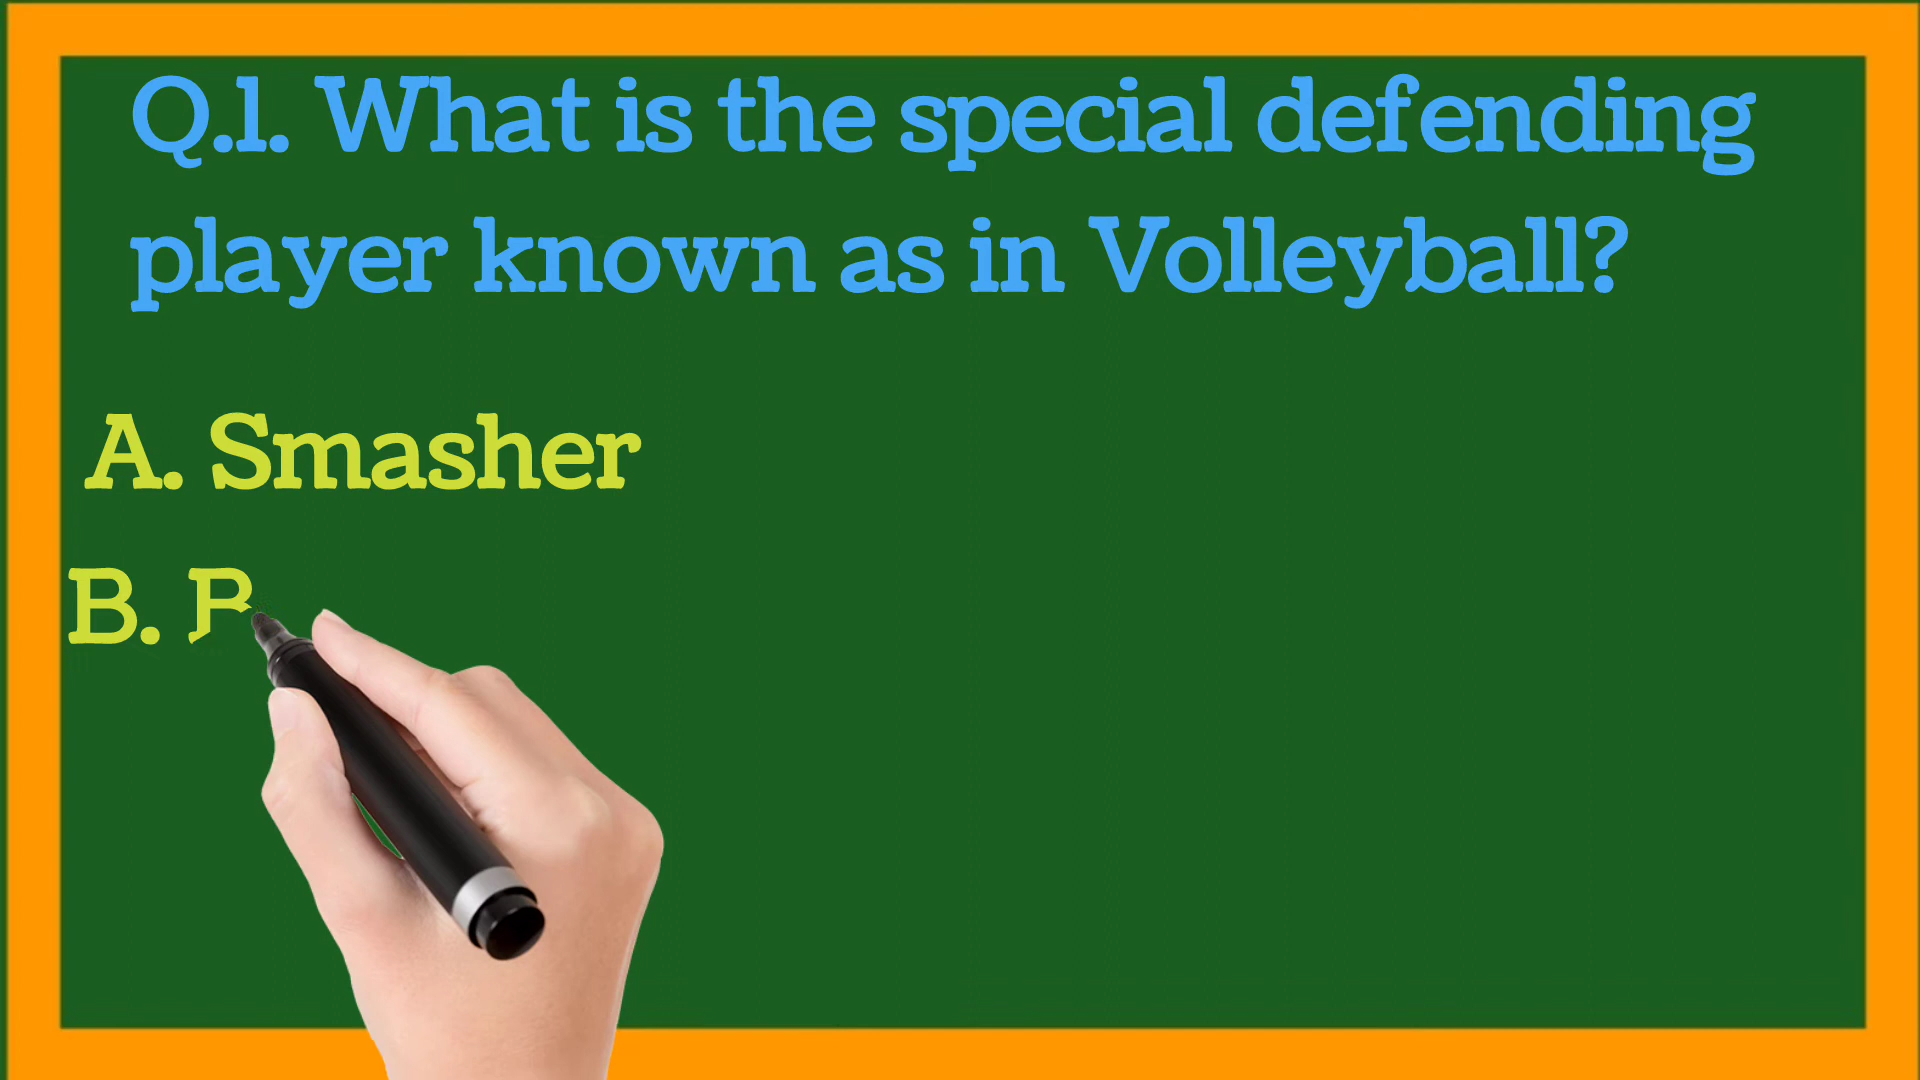 Q.1. What is the special defending
player known as in Volleyball?
A. Smasher
B.